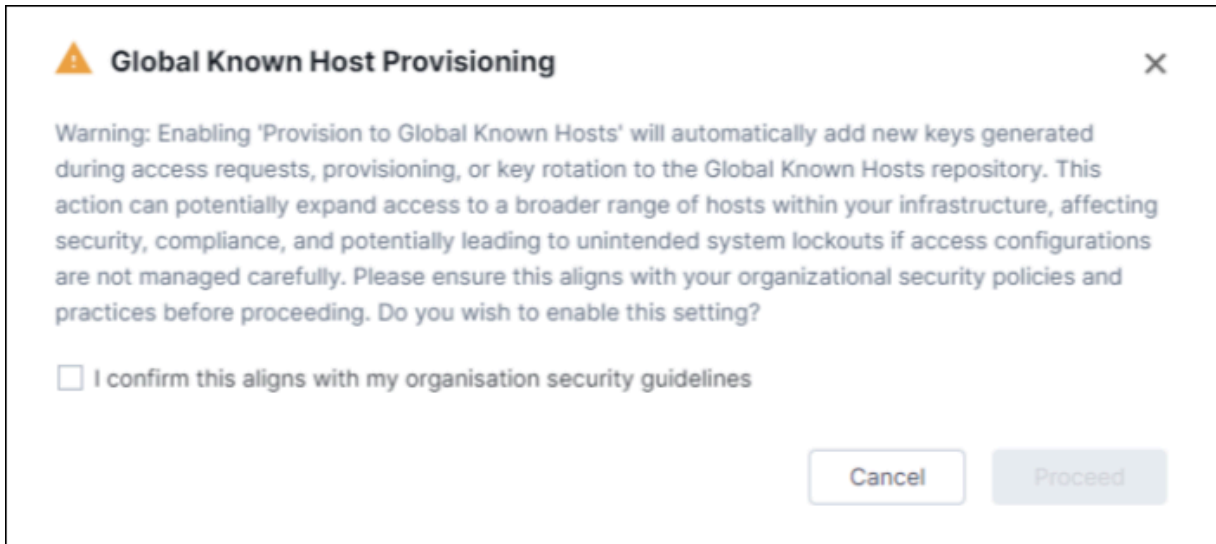 Global Known Host Provisioning
Warning: Enabling 'Provision to Global Known Hosts' will automatically add new keys generated
during access requests, provisioning, or key rotation to the Global Known Hosts repository. This
action can potentially expand access to a broader range of hosts within your infrastructure, affecting
security, compliance, and potentially leading to unintended system lockouts if access configurations
are not managed carefully. Please ensure this aligns with your organizational security policies and
practices before proceeding. Do you wish to enable this setting?
I confirm this aligns with my organisation security guidelines
Cancel
Proceed